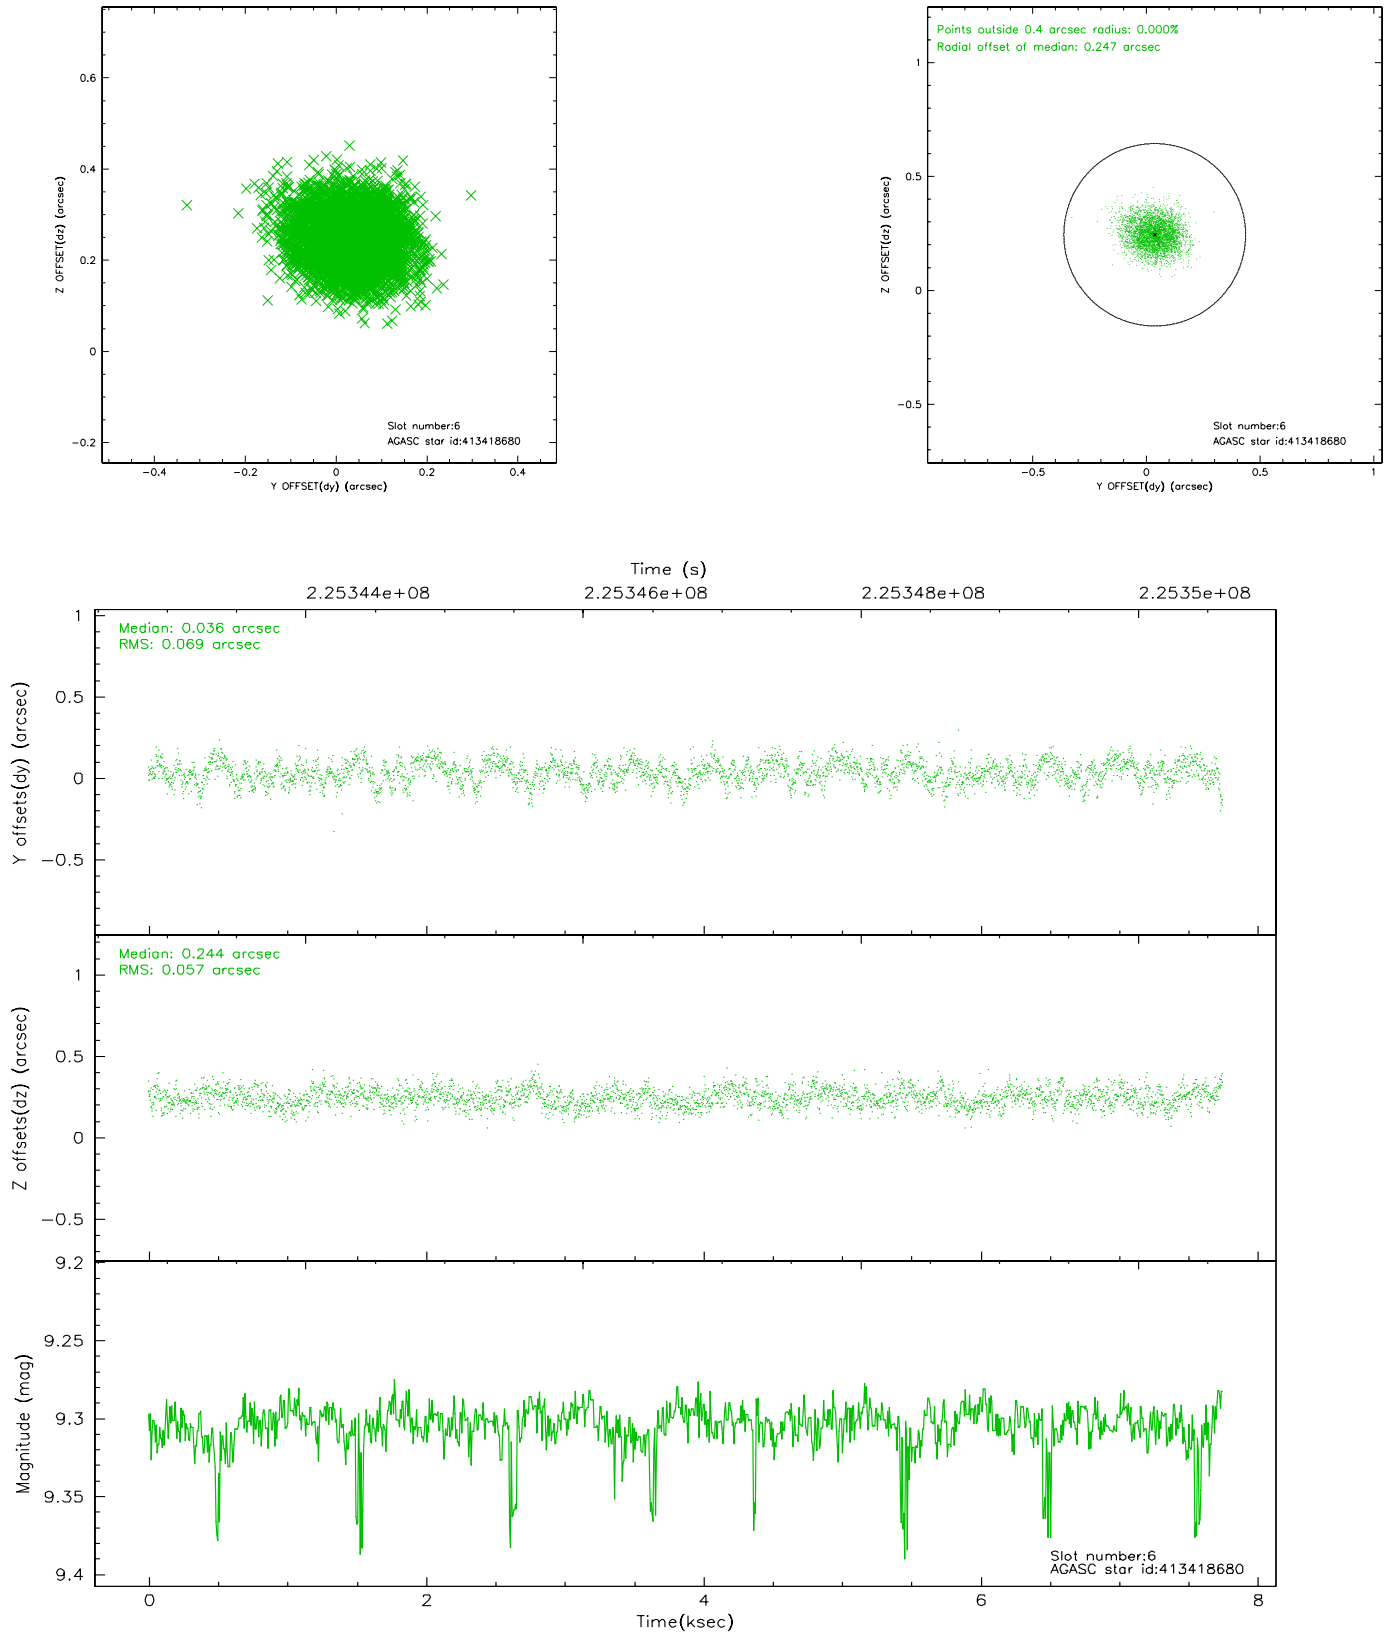 0.6
0.4
0.2
0
−0.2
Z OFFSET(dz) (arcsec)
−0.4
−0.2
0
0.2
0.4
Y OFFSET(dy) (arcsec)
Slot number:6
AGASC star id:413418680
Points outside 0.4 arcsec radius: 0.000%
Radial offset of median: 0.247 arcsec
1
0.5
0
−0.5
Z OFFSET(dz) (arcsec)
−0.5
0
0.5
1
Y OFFSET(dy) (arcsec)
Slot number:6
AGASC star id:413418680
Time (s)
2.25344e+08
2.25346e+08
2.25348e+08
2.2535e+08
Median: 0.036 arcsec
RMS: 0.069 arcsec
1
0.5
0
−0.5
Y offsets(dy) (arcsec)
Median: 0.244 arcsec
RMS: 0.057 arcsec
1
0.5
0
−0.5
Z offsets(dz) (arcsec)
9.2
9.25
9.3
9.35
9.4
Magnitude (mag)
Slot number:6
AGASC star id:413418680
0
2
4
6
8
Time(ksec)